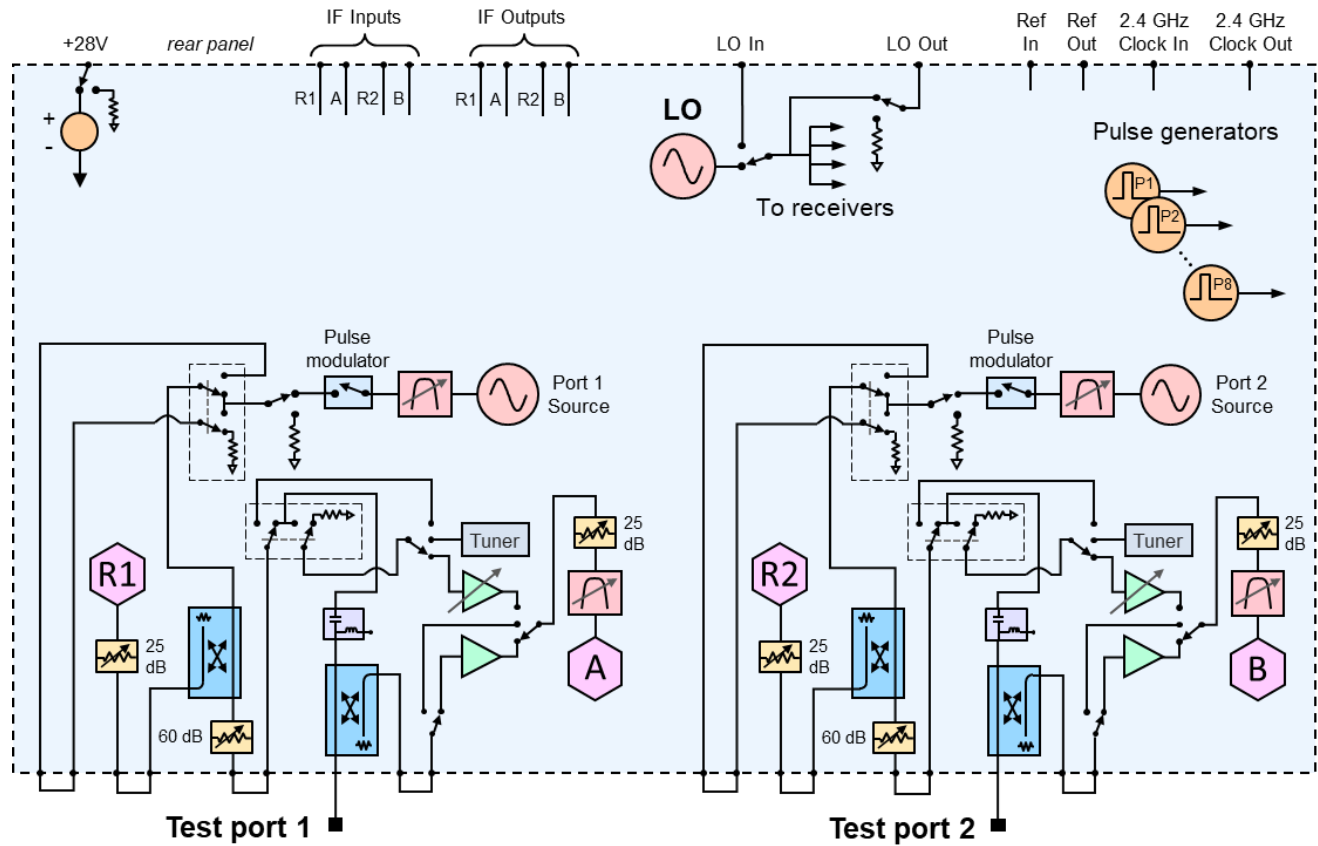 IF Inputs
IF Outputs
Ref
In
Ref
Out
2.4 GHz
Clock In
2.4 GHz
Clock Out
+28V
rear panel
LO In
LO Out
R1
A
R2
B
R1
A
R2
B
+
-
LO
To receivers
Pulse generators
P1
P2
P8
Pulse
modulator
Port 1
Source
Pulse
modulator
Port 2
Source
25
dB
Tuner
R1
25
dB
A
60 dB
25
dB
Tuner
R2
25
dB
B
60 dB
Test port 1
Test port 2